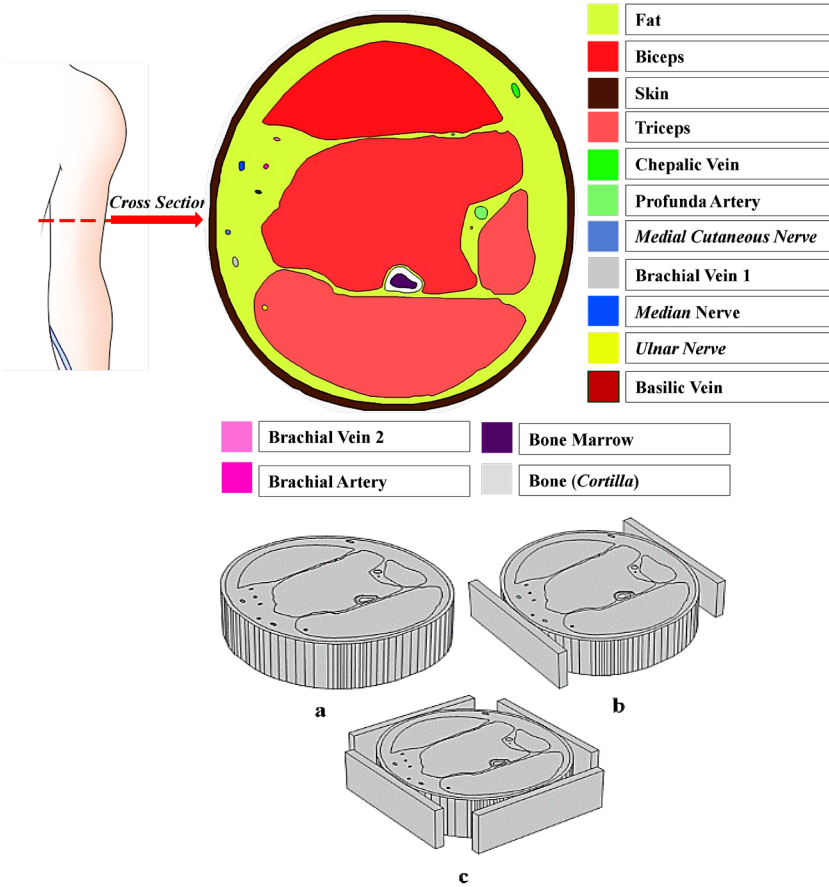 Fat
Biceps
Skin
Triceps
Chepalic Vein
Cross Section
Profunda Artery
Medial Cutaneous Nerve
Brachial Vein 1
Median Nerve
Ulnar Nerve
Basilic Vein
Brachial Vein 2
Bone Marrow
Brachial Artery
Bone (Cortilla)
a
b
c